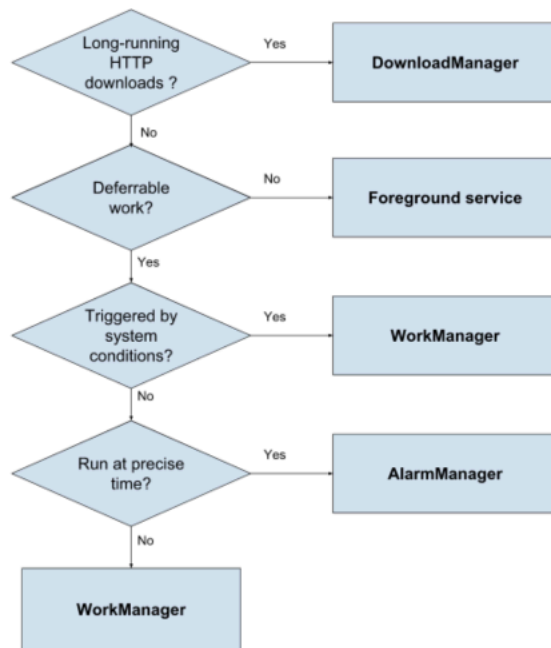 Long-running
HTTP
downloads ?
Yes
DownloadManager
No
Deferrable
work?
No
Foreground service
Yes
Triggered by
system
conditions?
Yes
WorkManager
No
Run at precise
time?
Yes
AlarmManager
No
WorkManager